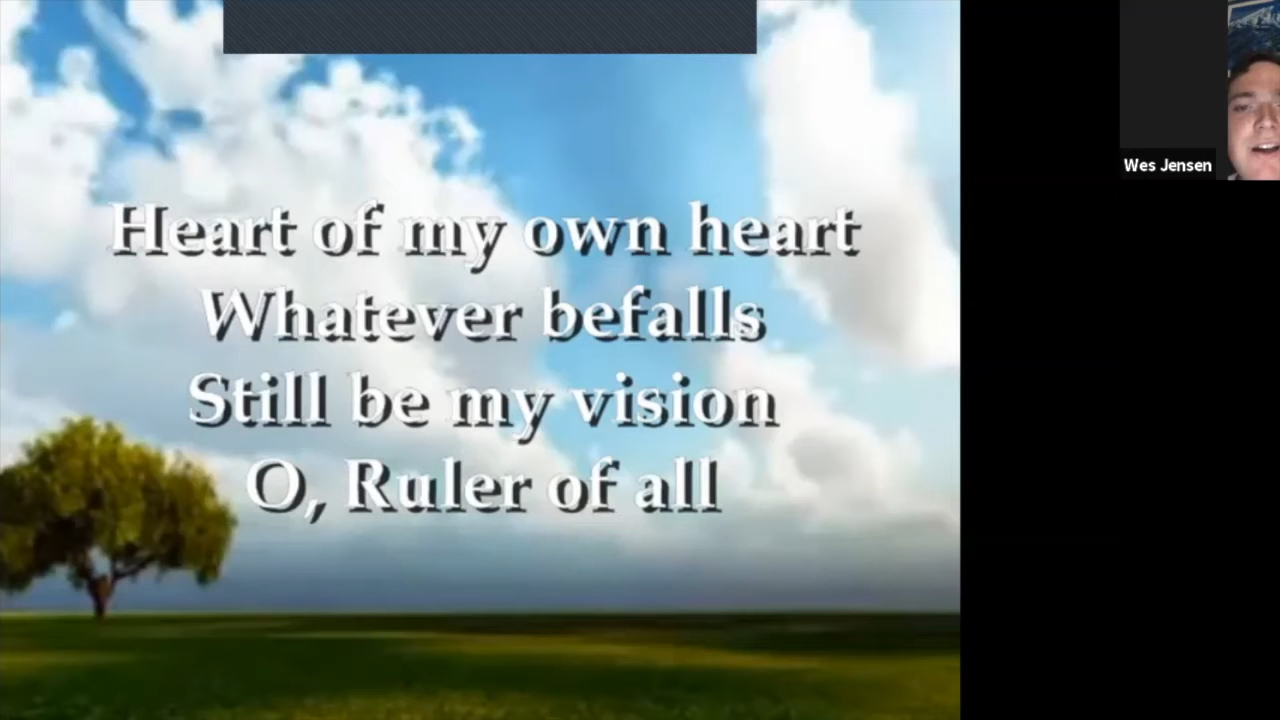 Heart of my own heart
Whatever befalls
Still be my vision
O, Ruler of all
Wes Jensen